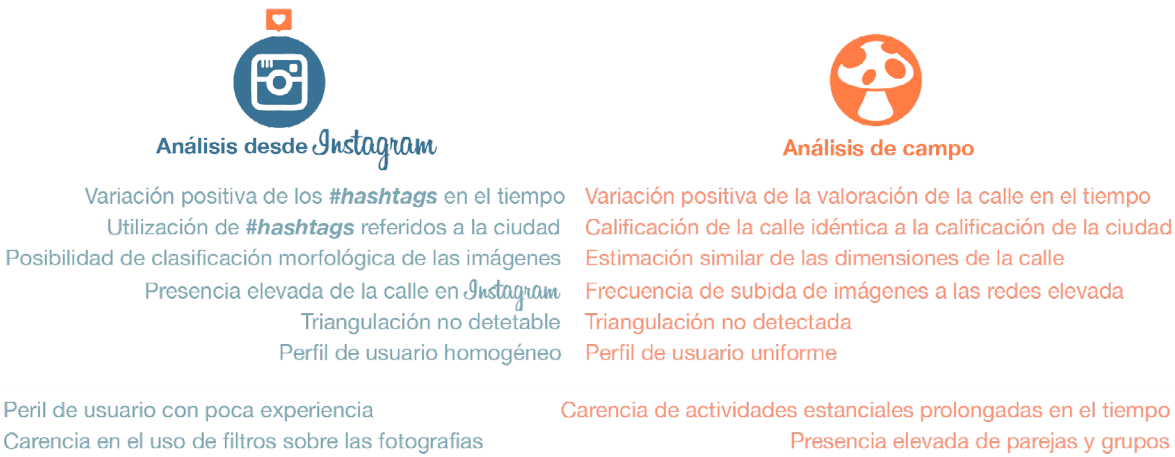 Análisis desde Instagram
Variación positiva de los #hashtags en el tiempo
Utilización de #hashtags referidos a la ciudad
Posibilidad de clasificación morfológica de las imágenes
Presencia elevada de la calle en Instagram
Triangulación no detetable
Perfil de usuario homogéneo
Análisis de campo
Variación positiva de la valoración de la calle en el tiempo
Calificación de la calle idéntica a la calificación de la ciudad
Estimación similar de las dimensiones de la calle
Frecuencia de subida de imágenes a las redes elevada
Triangulación no detectada
Perfil de usuario uniforme
Peril de usuario con poca experiencia
Carencia en el uso de filtros sobre las fotografias
Carencia de actividades estanciales prolongadas en el tiempo
Presencia elevada de parejas y grupos